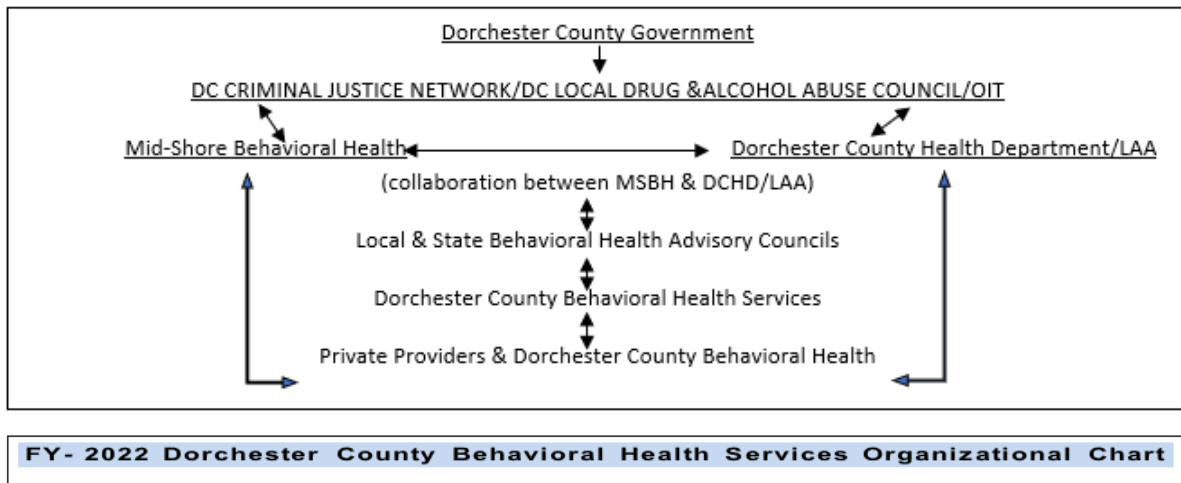 Dorchester County Government
DC CRIMINAL JUSTICE NETWORK/DC LOCAL DRUG &ALCOHOL ABUSE COUNCIL/OIT
Mid-Shore Behavioral Health
Dorchester County Health Department/LAA
(collaboration between MSBH & DCHD/LAA)
Local & State Behavioral Health Advisory Councils
Dorchester County Behavioral Health Services
Private Providers & Dorchester County Behavioral Health
FY- 2022 Dorchester County Behavioral Health Services Organizational Chart